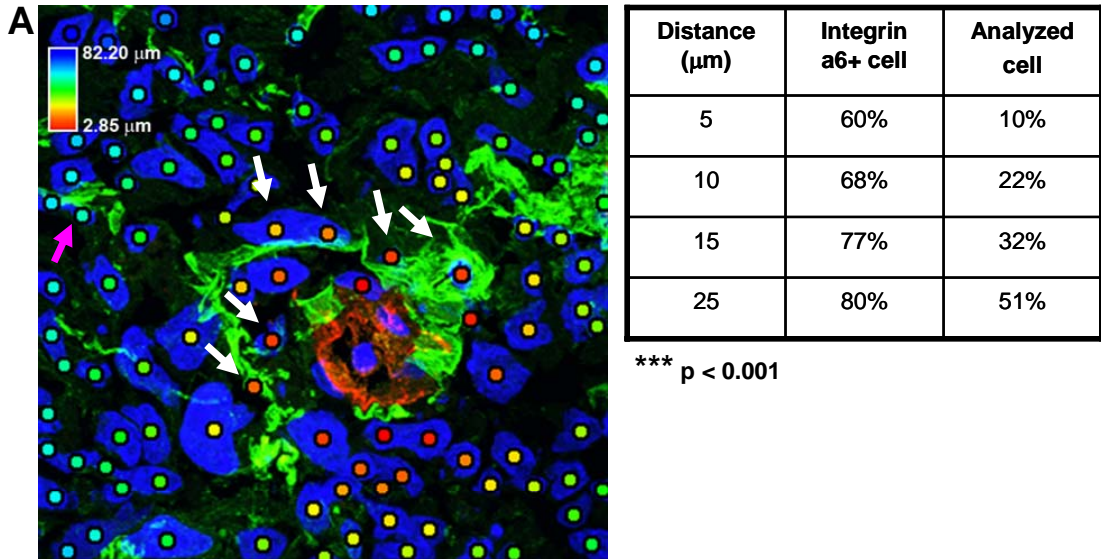 A
82.20 μm
2.85 μm
Distance (μm) Integrin a6+ cell Analyzed cell
5 60% 10%
10 68% 22%
15 77% 32%
25 80% 51%
*** p < 0.001